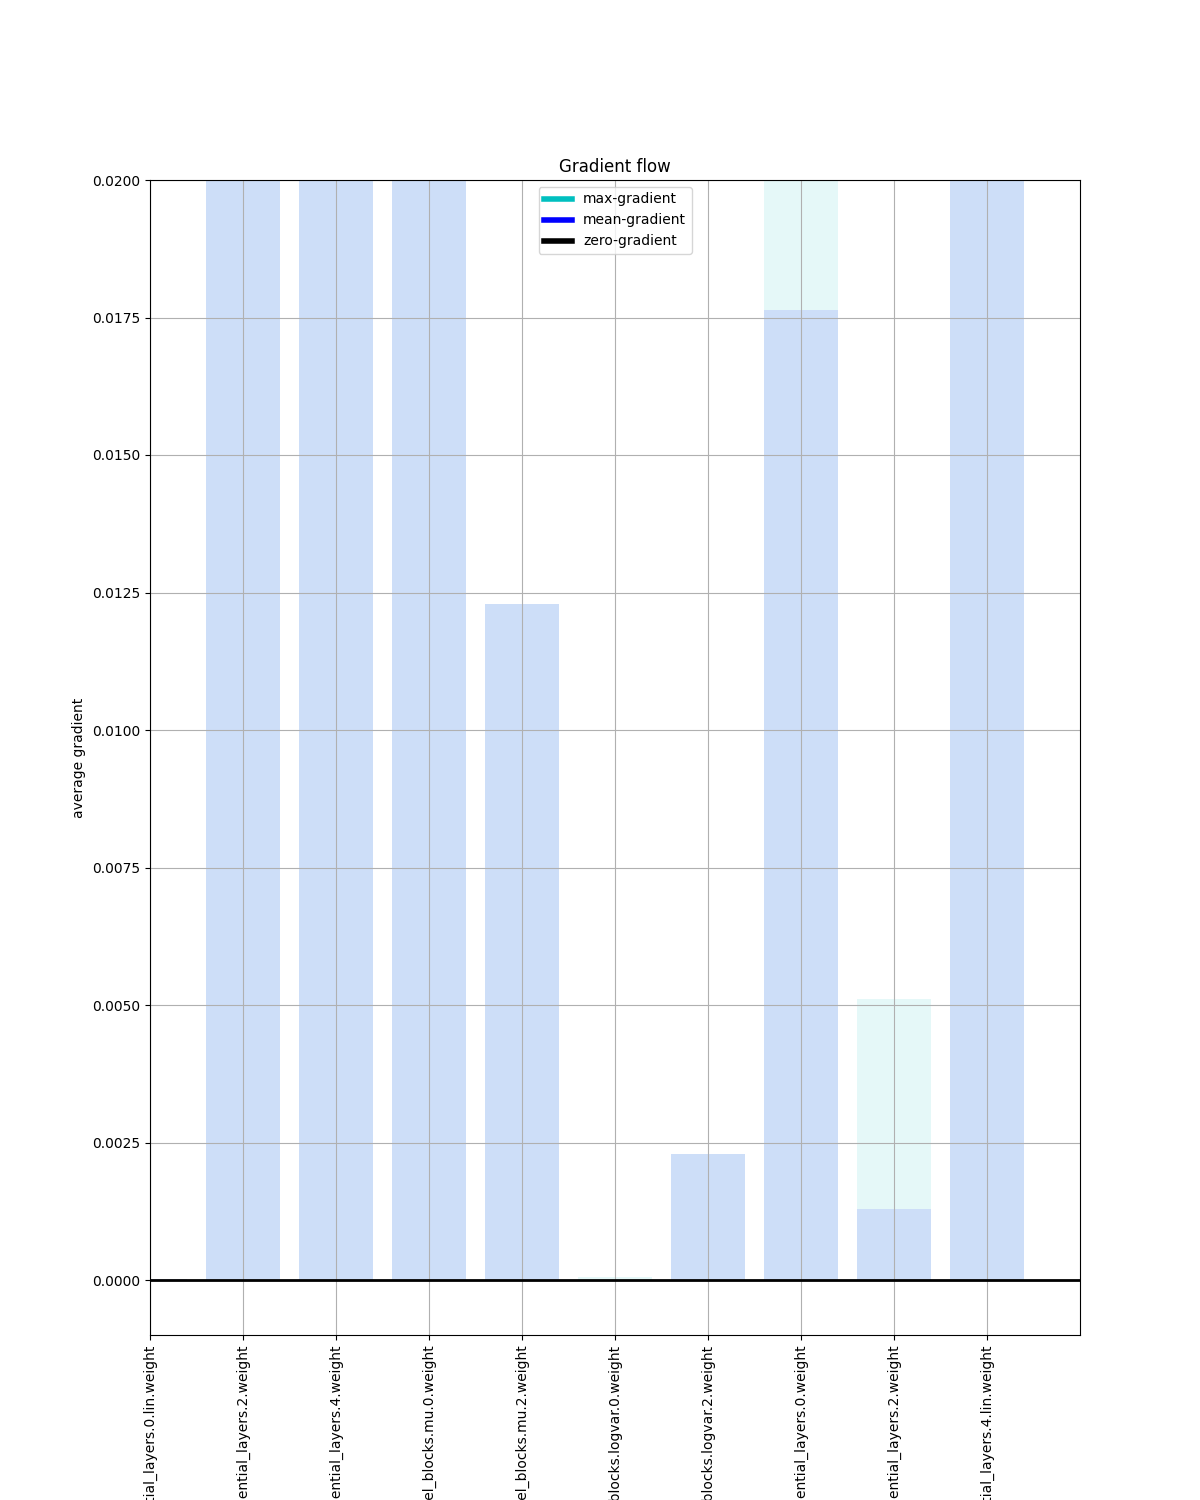 Gradient flow
max-gradient
mean-gradient
zero-gradient
0.0200
0.0175
0.0150
0.0125
0.0100
0.0075
0.0050
0.0025
0.0000
average gradient
tial_layers.0.lin.weight
ential_layers.2.weight
ential_layers.4.weight
el_blocks.mu.0.weight
el_blocks.mu.2.weight
blocks.logvar.0.weight
blocks.logvar.2.weight
ential_layers.0.weight
ential_layers.2.weight
tial_layers.4.lin.weight